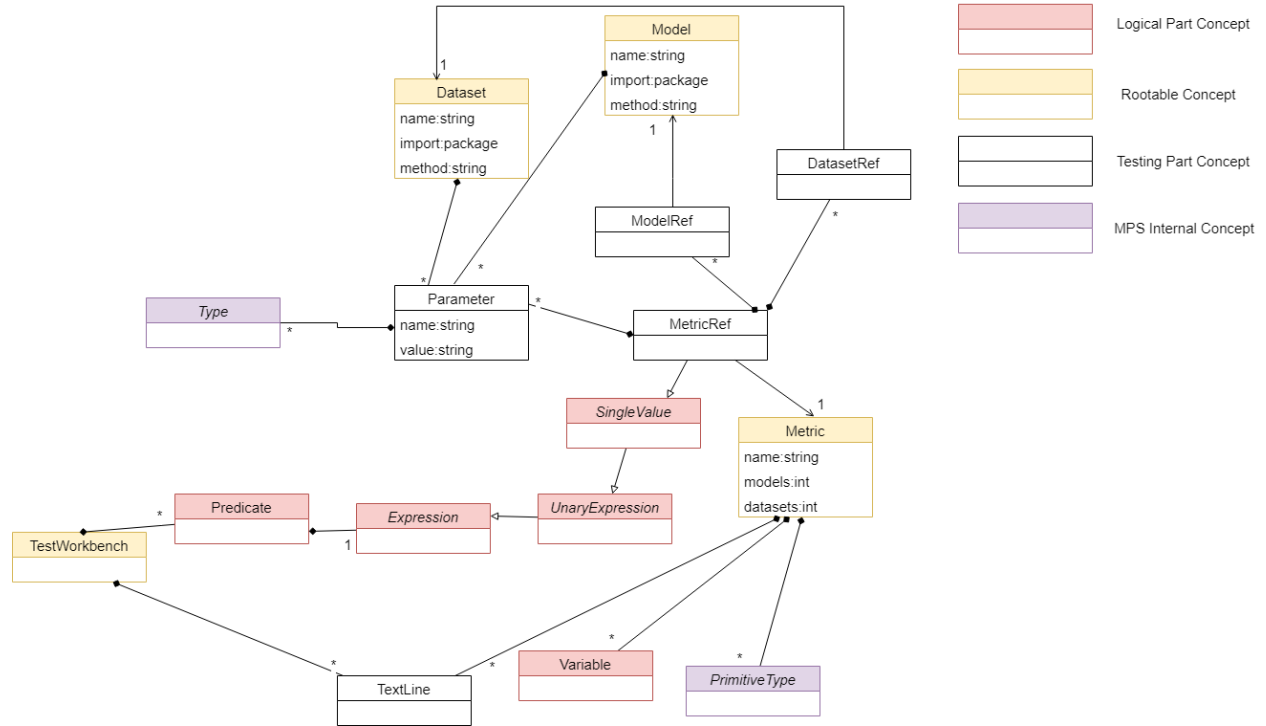 Model
name:string
import:package
method:string
1
1
Dataset
name:string
import:package
method:string
DatasetRef
*
ModelRef
*
*
*
Parameter
name:string
value:string
*
MetricRef
Type
*
1
SingleValue
Metric
name:string
models:int
datasets:int
Predicate
*
Expression
1
UnaryExpression
TestWorkbench
*
TextLine
*
*
Variable
*
PrimitiveType
Logical Part Concept
Rootable Concept
Testing Part Concept
MPS Internal Concept